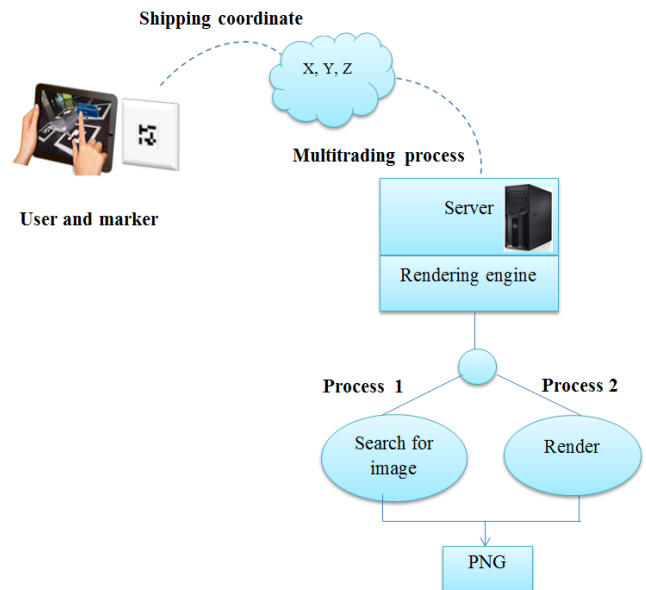 Shipping coordinate
X, Y, Z
Multitrading process
User and marker
Server
Rendering engine
Process 1
Process 2
Search for
image
Render
PNG